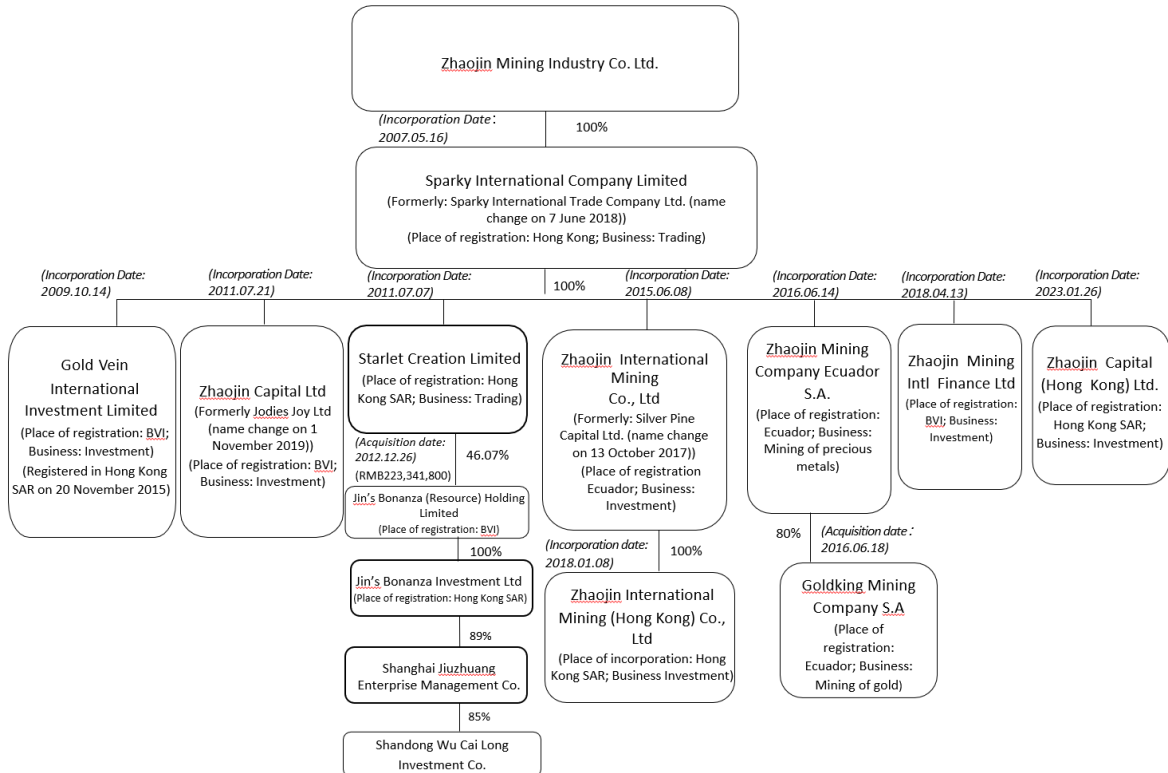 Zhaojin Mining Industry Co. Ltd.
(Incorporation Date：
2007.05.16)
100%
Sparky International Company Limited
(Formerly: Sparky International Trade Company Ltd. (name
change on 7 June 2018))
(Place of registration: Hong Kong; Business: Trading)
100%
(Incorporation Date:
2009.10.14)
(Incorporation Date:
2011.07.21)
(Incorporation Date:
2011.07.07)
(Incorporation Date:
2015.06.08)
(Incorporation Date:
2016.06.14)
(Incorporation Date:
2018.04.13)
(Incorporation Date:
2023.01.26)
Gold Vein
International
Investment Limited
(Place of registration: BVI;
Business: Investment)
(Registered in Hong Kong
SAR on 20 November 2015)
Zhaojin Capital Ltd
(Formerly Jodies Joy Ltd
(name change on 1
November 2019))
(Place of registration: BVI;
Business: Investment)
Starlet Creation Limited
(Place of registration: Hong
Kong SAR; Business: Trading)
(Acquisition date:
2012.12.26)
(RMB223,341,800)
46.07%
Jin's Bonanza (Resource) Holding
Limited
(Place of registration: BVI)
100%
Jin's Bonanza Investment Ltd
(Place of registration: Hong Kong SAR)
89%
Shanghai Jiuzhuang
Enterprise Management Co.
85%
Shandong Wu Cai Long
Investment Co.
Zhaojin International
Mining
Co., Ltd
(Formerly: Silver Pine
Capital Ltd. (name change
on 13 October 2017))
(Place of registration
Ecuador; Business:
Investment)
(Incorporation date:
2018.01.08)
100%
Zhaojin International
Mining (Hong Kong) Co.,
Ltd
(Place of incorporation: Hong
Kong SAR; Business Investment)
Zhaojin Mining
Company Ecuador
S.A.
(Place of registration:
Ecuador; Business:
Mining of precious
metals)
80%
(Acquisition date：
2016.06.18)
Goldking Mining
Company S.A
(Place of
registration:
Ecuador; Business:
Mining of gold)
Zhaojin Mining
Intl Finance Ltd
(Place of registration:
BVI; Business:
Investment)
Zhaojin Capital
(Hong Kong) Ltd.
(Place of registration:
Hong Kong SAR;
Business: Investment)